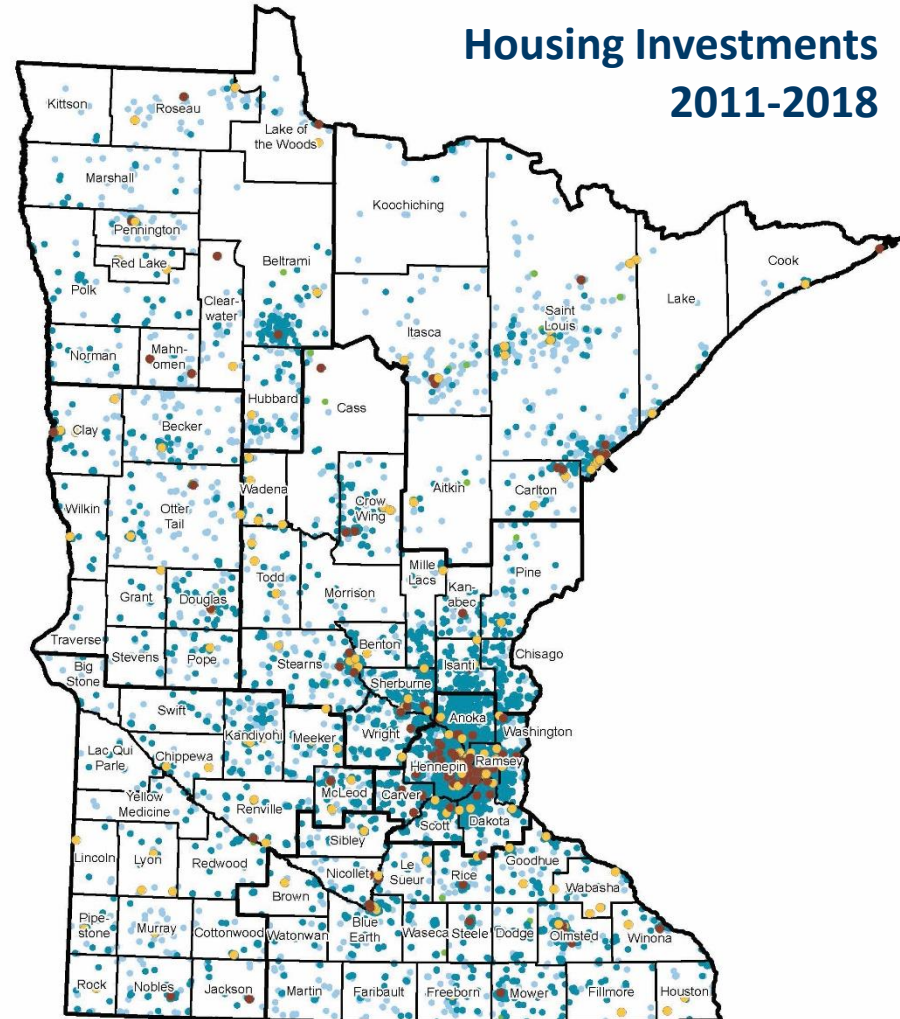 Housing Investments
2011-2018
Kittson
Roseau
Lake of
the Woods
Marshall
Koochiching
Pennington
Red Lake
Beltrami
Cook
Polk
Clear-
water
Lake
Saint
Louis
Itasca
Norman
Mahn-
omen
Hubbard
Cass
Clay
Becker
Wadena
Aitkin
Carlton
Crow
Wing
Wilkin
Otter
Tail
Mille
Lacs
Pine
Todd
Kan-
abec
Grant
Douglas
Morrison
Traverse
Benton
Chisago
Stevens
Pope
Stearns
Isanti
Big
Stone
Sherburne
Swift
Anoka
Washington
Kandiyohi
Meeker
Wright
Lac Qui
Parle
Chippewa
Hennepin
Ramsey
McLeod
Carver
Yellow
Medicine
Renville
Scott
Dakota
Sibley
Lincoln
Lyon
Redwood
Nicollet
Le
Sueur
Rice
Goodhue
Wabasha
Brown
Pipe-
stone
Murray
Cottonwood
Watonwan
Blue
Earth
Waseca
Steele
Dodge
Olmsted
Winona
Rock
Nobles
Jackson
Martin
Faribault
Freeborn
Mower
Fillmore
Houston